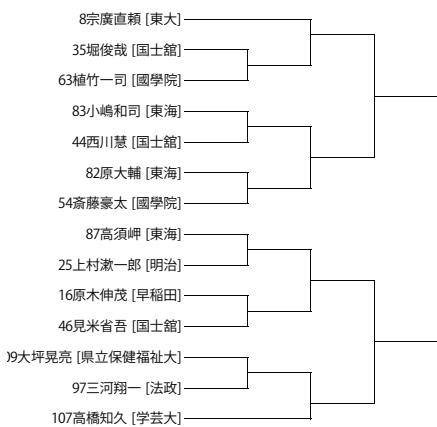 8宗廣直頼 [東大]
35堀俊哉 [国士舘]
63植竹一司 [國學院]
83小嶋和司 [東海]
44西川慧 [国士舘]
82原大輔 [東海]
54斎藤豪太 [國學院]
87高須岬 [東海]
25上村漱一郎 [明治]
16原木伸茂 [早稲田]
46見米省吾 [国士舘]
09大坪晃亮 [県立保健福祉大]
97三河翔一 [法政]
107高橋知久 [学芸大]